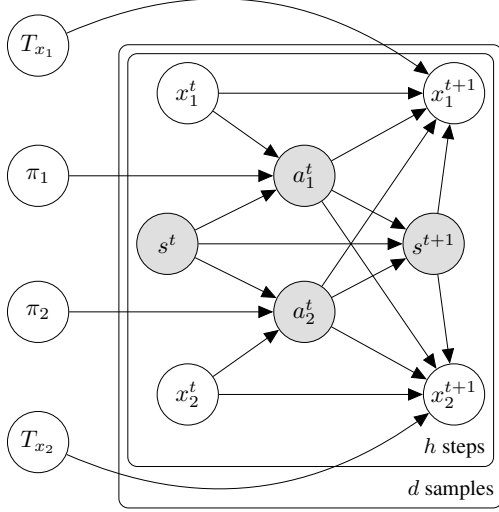 T_{x_1}
x_1^t
x_1^{t+1}
π_1
a_1^t
s^t
s^{t+1}
π_2
a_2^t
x_2^t
x_2^{t+1}
T_{x_2}
h steps
d samples